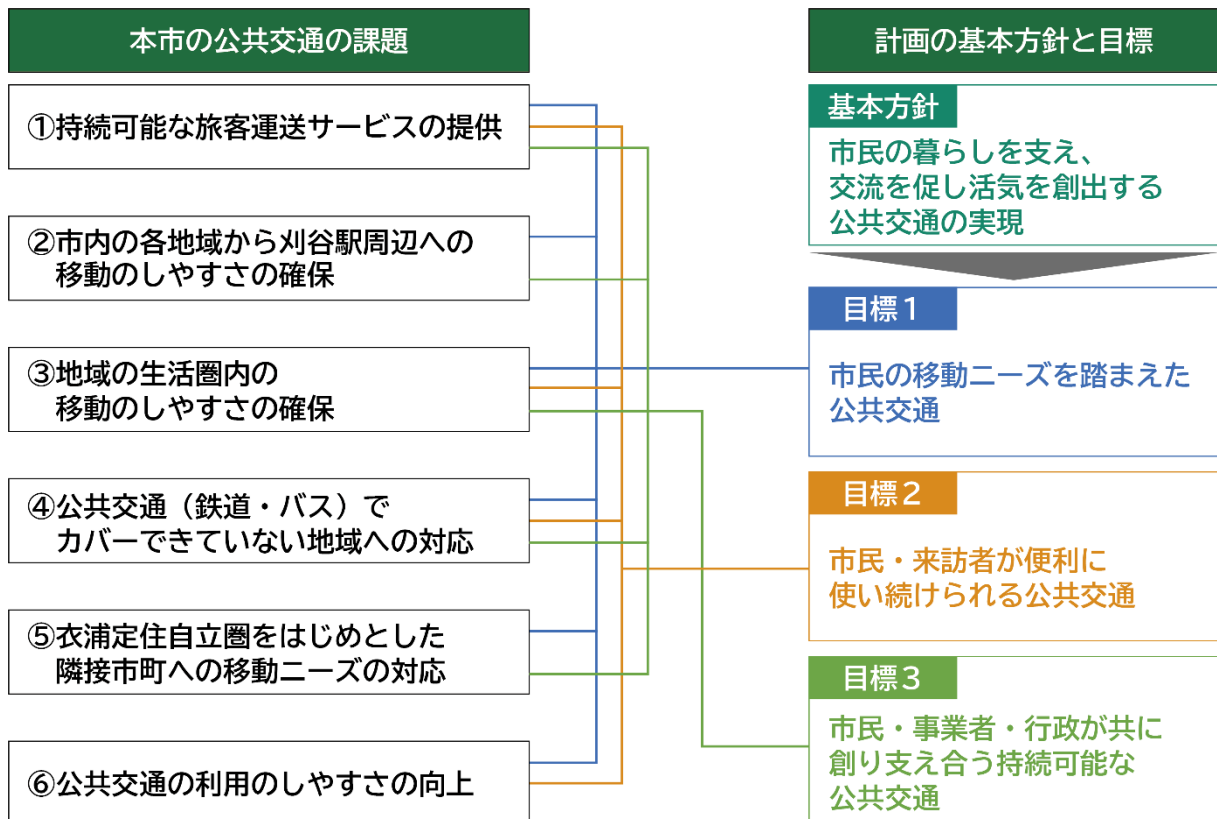 本市の公共交通の課題
①持続可能な旅客運送サービスの提供
②市内の各地域から刈谷駅周辺への
移動のしやすさの確保
③地域の生活圏内の
移動のしやすさの確保
④公共交通（鉄道・バス）で
カバーできていない地域への対応
⑤衣浦定住自立圏をはじめとした
隣接市町への移動ニーズの対応
⑥公共交通の利用のしやすさの向上
計画の基本方針と目標
基本方針
市民の暮らしを支え、
交流を促し活気を創出する
公共交通の実現
目標１
市民の移動ニーズを踏まえた
公共交通
目標２
市民・来訪者が便利に
使い続けられる公共交通
目標３
市民・事業者・行政が共に
創り支え合う持続可能な
公共交通